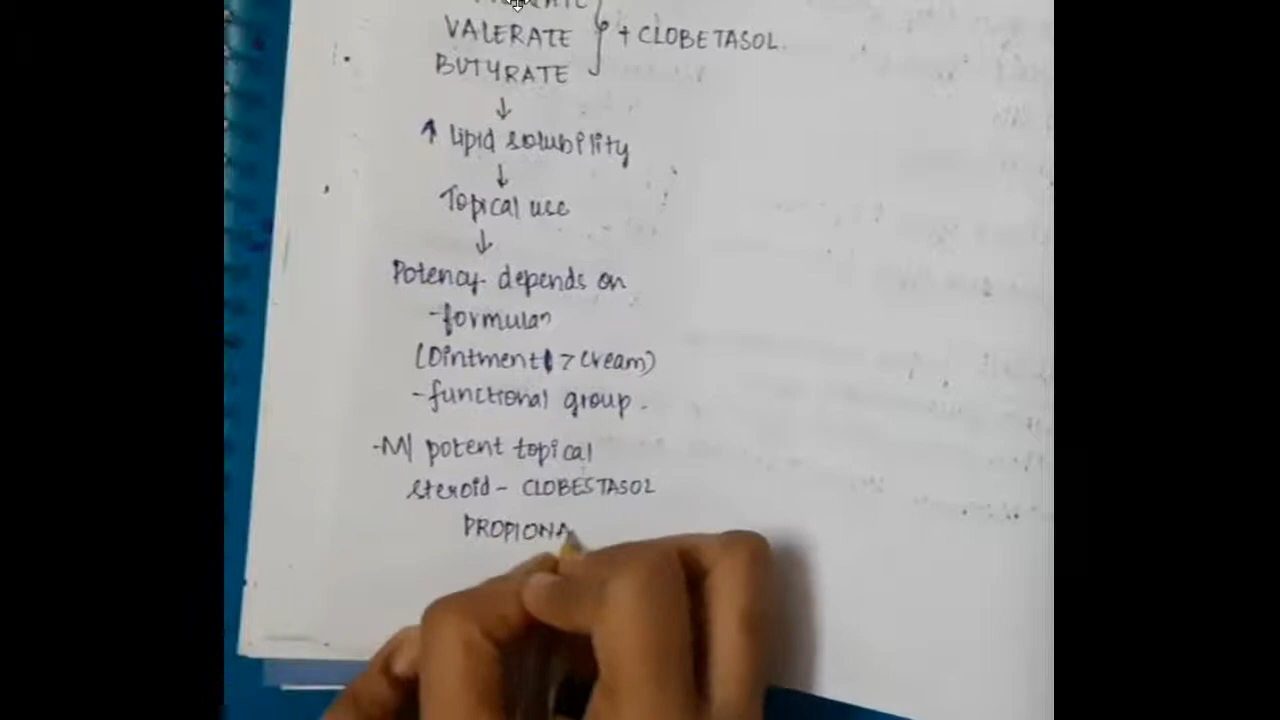 VALERATE } + CLOBETASOL.
BUTYRATE
↓
↑ Lipid solubility
↓
Topical use
↓
Potency depends on
- formulan
(Ointment > Cream)
- functional group.
- M/ potent topical
steroid - CLOBESTASOL
PROPIONA